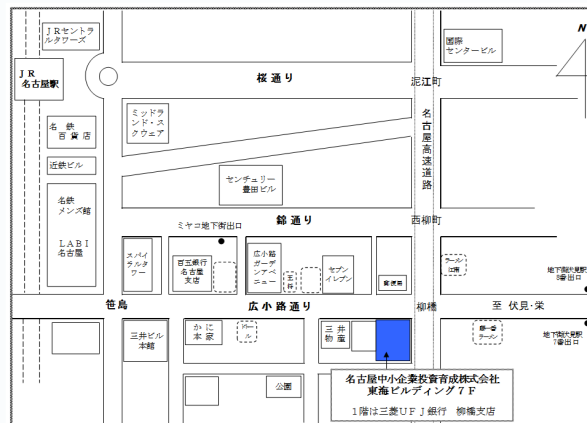 ＪＲセントラ
ルタワーズ
国際
センタービル
N
ＪＲ
名古屋駅
桜通り
泥江町
名鉄
百貨店
ミッドラ
ンド・ス
クウェア
名古屋高速道路
近鉄ビル
センチュリー
豊田ビル
名鉄
メンズ館
ＬＡＢＩ
名古屋
錦通り
西柳町
ミヤコ地下街出口
スパイ
ラルタ
ワー
百五銀行
名古屋
支店
広小路
ガーデン
アベニュー
王将
セブン
イレブン
郵便局
地下鉄伏見駅
8番出口
笹島
広小路通り
柳橋
至 伏見・栄
三井ビル
本館
かに
本家
三井
物産
ラーメン
地下鉄伏見駅
7番出口
公園
名古屋中小企業投資育成株式会社
東海ビルディング７Ｆ
１階は三菱ＵＦＪ銀行　柳橋支店